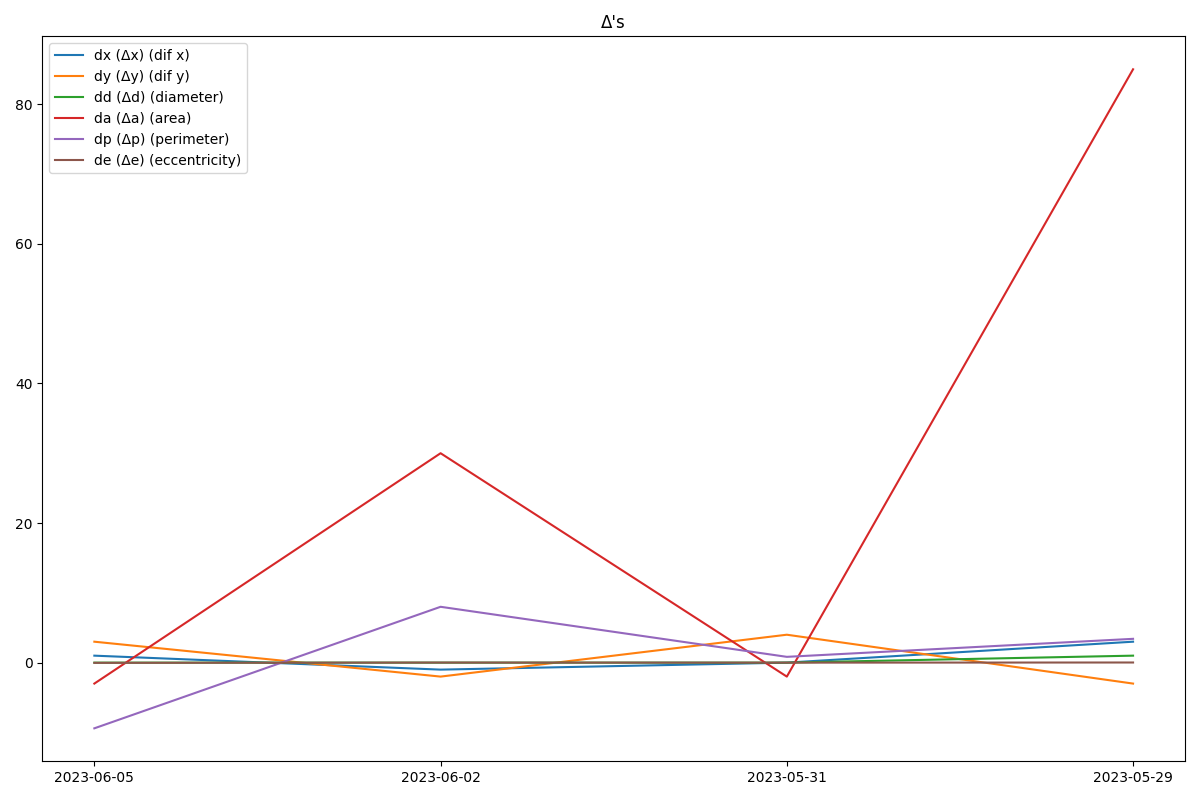 Δ's
dx (Δx) (dif x)
dy (Δy) (dif y)
dd (Δd) (diameter)
da (Δa) (area)
dp (Δp) (perimeter)
de (Δe) (eccentricity)
80
60
40
20
0
2023-06-05 2023-06-02 2023-05-31 2023-05-29